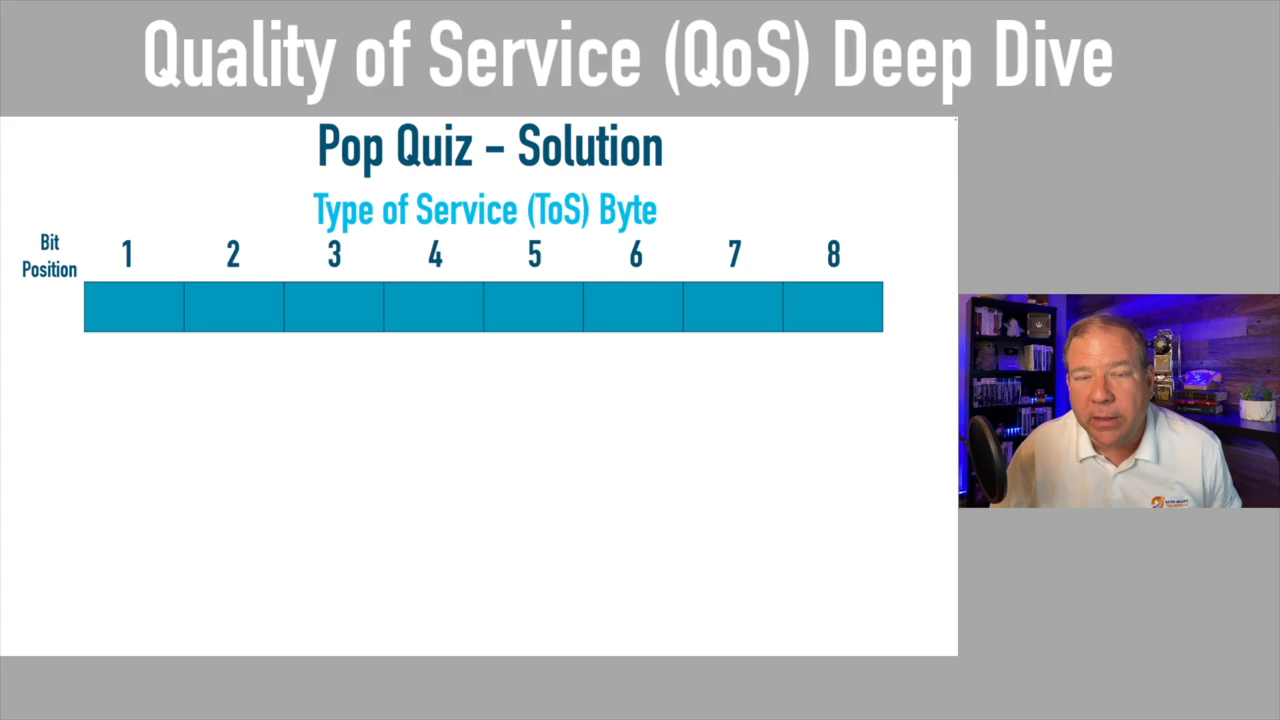 Quality of Service (QoS) Deep Dive
Pop Quiz – Solution
Type of Service (ToS) Byte
Bit
Position
1 2 3 4 5 6 7 8